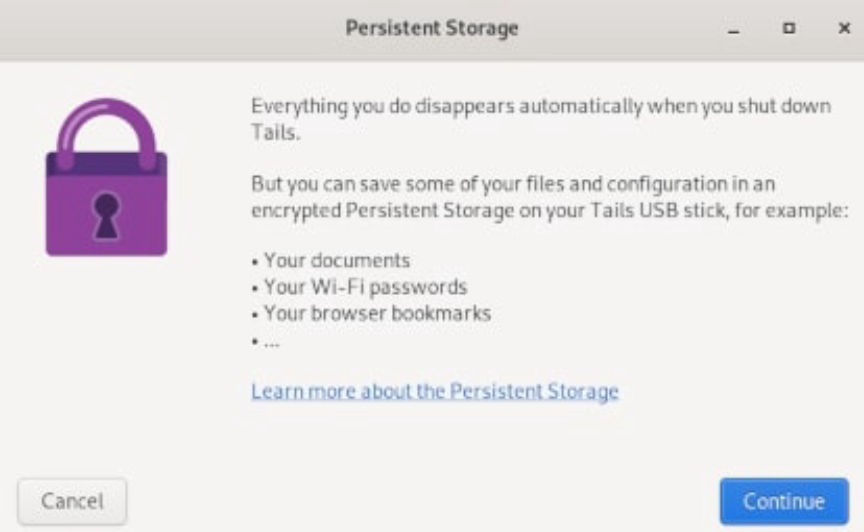 Persistent Storage
Everything you do disappears automatically when you shut down
Tails.
But you can save some of your files and configuration in an
encrypted Persistent Storage on your Tails USB stick, for example:
• Your documents
• Your Wi-Fi passwords
• Your browser bookmarks
• ...
Learn more about the Persistent Storage
Cancel
Continue